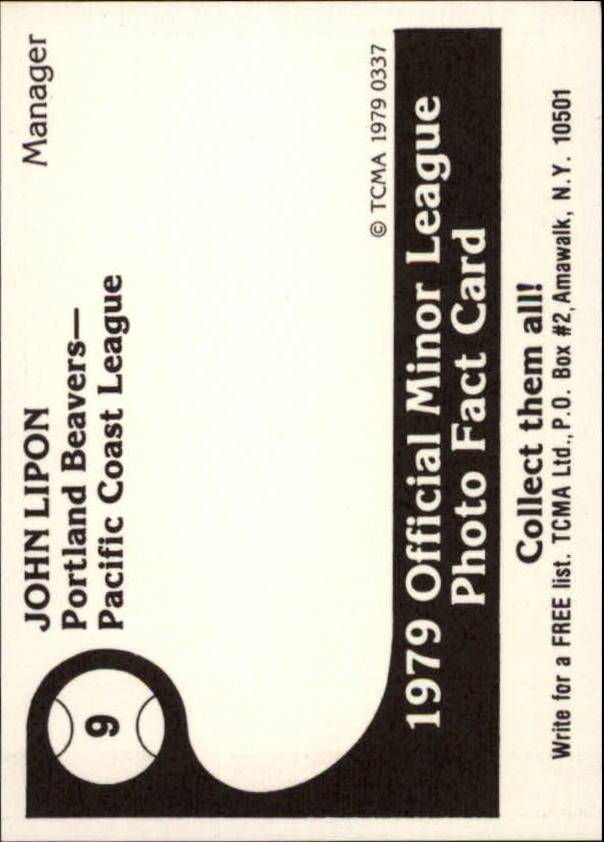 9
JOHN LIPON
Manager
Portland Beavers—
Pacific Coast League
© TCMA 1979 0337
1979 Official Minor League
Photo Fact Card
Collect them all!
Write for a FREE list. TCMA Ltd., P.O. Box #2, Amawalk, N.Y. 10501